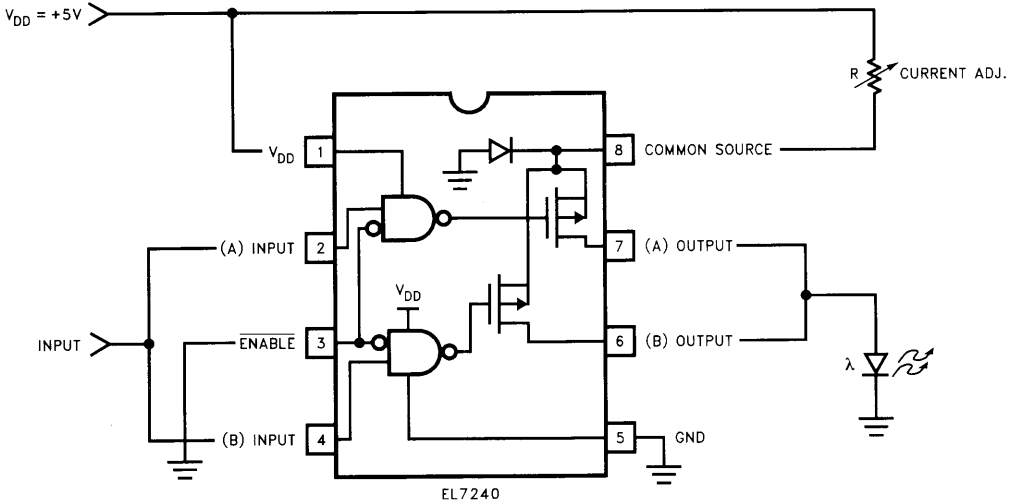 V_DD = +5V
R
CURRENT ADJ.
V_DD
1
8
COMMON SOURCE
(A) INPUT
2
7
(A) OUTPUT
V_DD
INPUT
ENABLE
3
6
(B) OUTPUT
λ
(B) INPUT
4
5
GND
EL7240